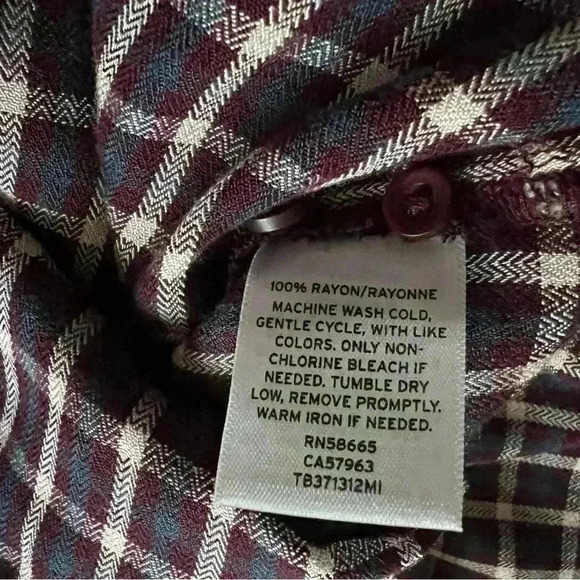 100% RAYON/RAYONNE
MACHINE WASH COLD,
GENTLE CYCLE, WITH LIKE
COLORS. ONLY NON-
CHLORINE BLEACH IF
NEEDED. TUMBLE DRY
LOW, REMOVE PROMPTLY.
WARM IRON IF NEEDED.
RN58665
CA57963
TB371312MI